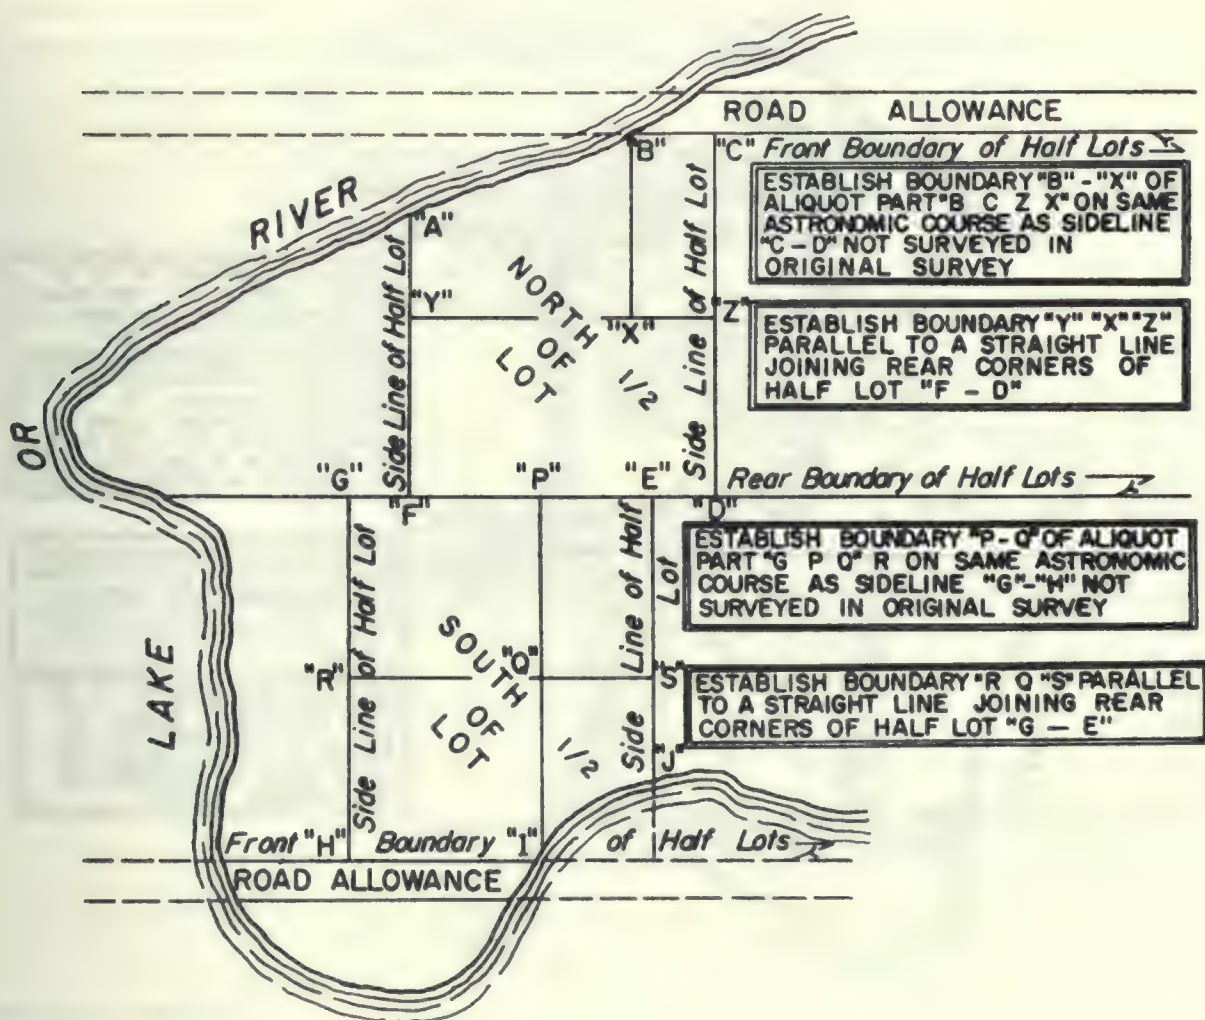 ROAD ALLOWANCE
"B" "C" Front Boundary of Half Lots
ESTABLISH BOUNDARY "B" - "X" OF
ALIQUOT PART "B C Z X" ON SAME
ASTRONOMIC COURSE AS SIDELINE
"C - D" NOT SURVEYED IN
ORIGINAL SURVEY
RIVER
"A"
Side Line of Half Lot
NORTH 1/2
OF
LOT
Side Line of Half Lot
"Y" "X" "Z"
ESTABLISH BOUNDARY "Y" "X" "Z"
PARALLEL TO A STRAIGHT LINE
JOINING REAR CORNERS OF
HALF LOT "F - D"
OR
"G" "P" "E" Rear Boundary of Half Lots
"F" "D"
ESTABLISH BOUNDARY "P-Q" OF ALIQUOT
PART "G P Q" R ON SAME ASTRONOMIC
COURSE AS SIDELINE "G"-"H" NOT
SURVEYED IN ORIGINAL SURVEY
LAKE
Side Line of Half Lot
SOUTH 1/2
OF
LOT
Side Line of Half Lot
"R" "Q" "S"
ESTABLISH BOUNDARY "R Q "S" PARALLEL
TO A STRAIGHT LINE JOINING REAR
CORNERS OF HALF LOT "G - E"
"J"
Front "H" Boundary "I" of Half Lots
ROAD ALLOWANCE